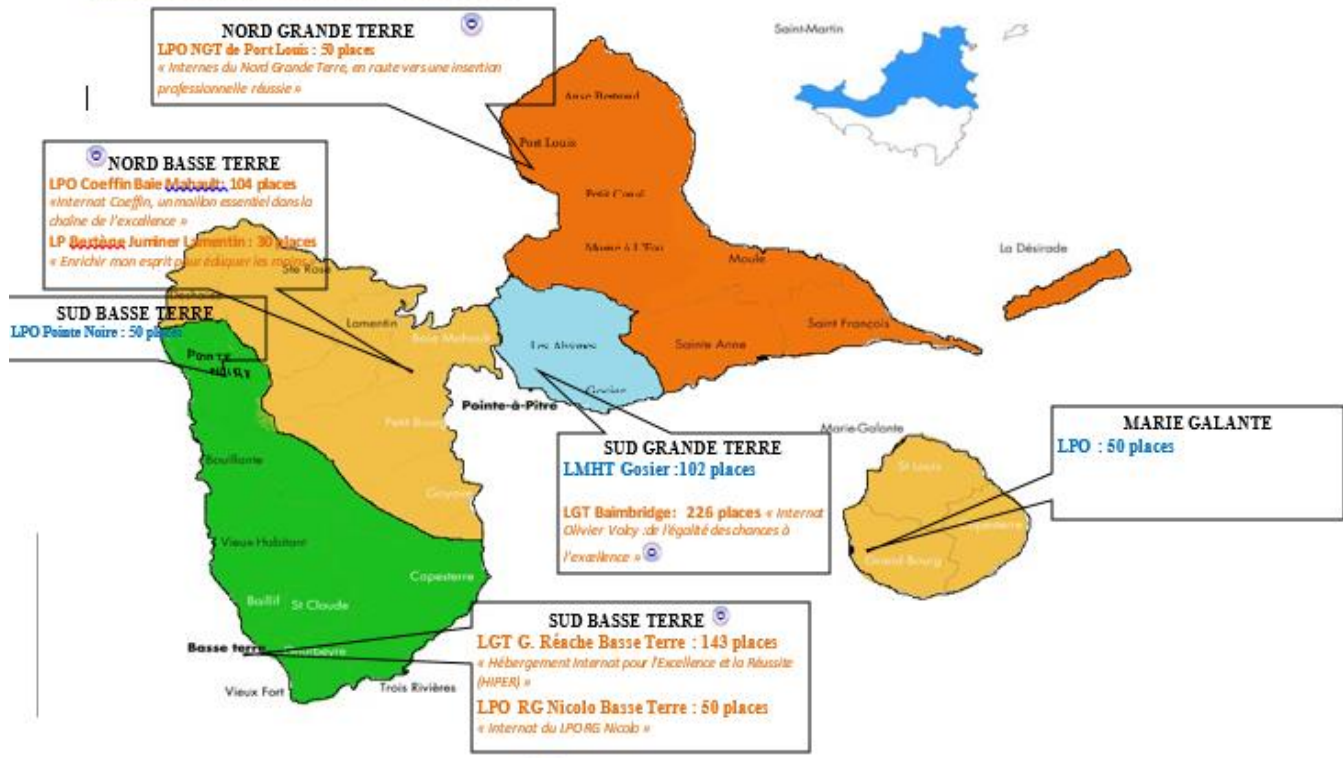 NORD GRANDE TERRE
LPO NGT de Port Louis : 50 places
« Internes du Nord Grande Terre, en route vers une insertion
professionnelle réussie »
Saint-Martin
Anse Bertrand
Port Louis
Petit Canal
Morne à L'Eau
Moule
La Désirade
Saint François
Sainte Anne
NORD BASSE TERRE
LPO Coeffin Baie Mahault: 104 places
«Internat Coeffin, un maillon essentiel dans la
chaîne de l'excellence »
LP Bertène Juminer Lamentin : 30 places
« Enrichir mon esprit pour éduquer les mains »
Ste Rose
Deshaies
SUD BASSE TERRE
LPO Pointe Noire : 50 places
Lamentin
Baie Mahault
Les Abymes
Gosier
POINTE
NOIRE
Pointe-à-Pitre
Petit Bourg
Bouillante
Goyave
SUD GRANDE TERRE
LMHT Gosier :102 places
LGT Baimbridge: 226 places « Internat
Olivier Volcy :de l'égalité des chances à
l'excellence »
Marie-Galante
St Louis
Capesterre
Grand-Bourg
MARIE GALANTE
LPO : 50 places
Vieux-Habitant
Capesterre
Baillif
St Claude
Basse terre
Gourbeyre
Vieux Fort
Trois Rivières
SUD BASSE TERRE
LGT G. Réache Basse Terre : 143 places
« Hébergement Internat pour l'Excellence et la Réussite
(HIPER) »
LPO RG Nicolo Basse Terre : 50 places
« Internat du LPO RG Nicolo »